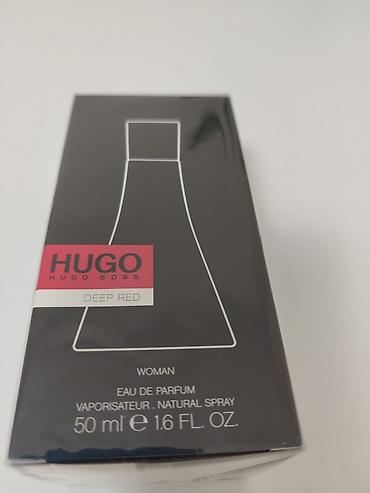 HUGO
HUGO BOSS
DEEP RED
WOMAN
EAU DE PARFUM
VAPORISATEUR . NATURAL SPRAY
50 ml ℮ 1.6 FL. OZ.